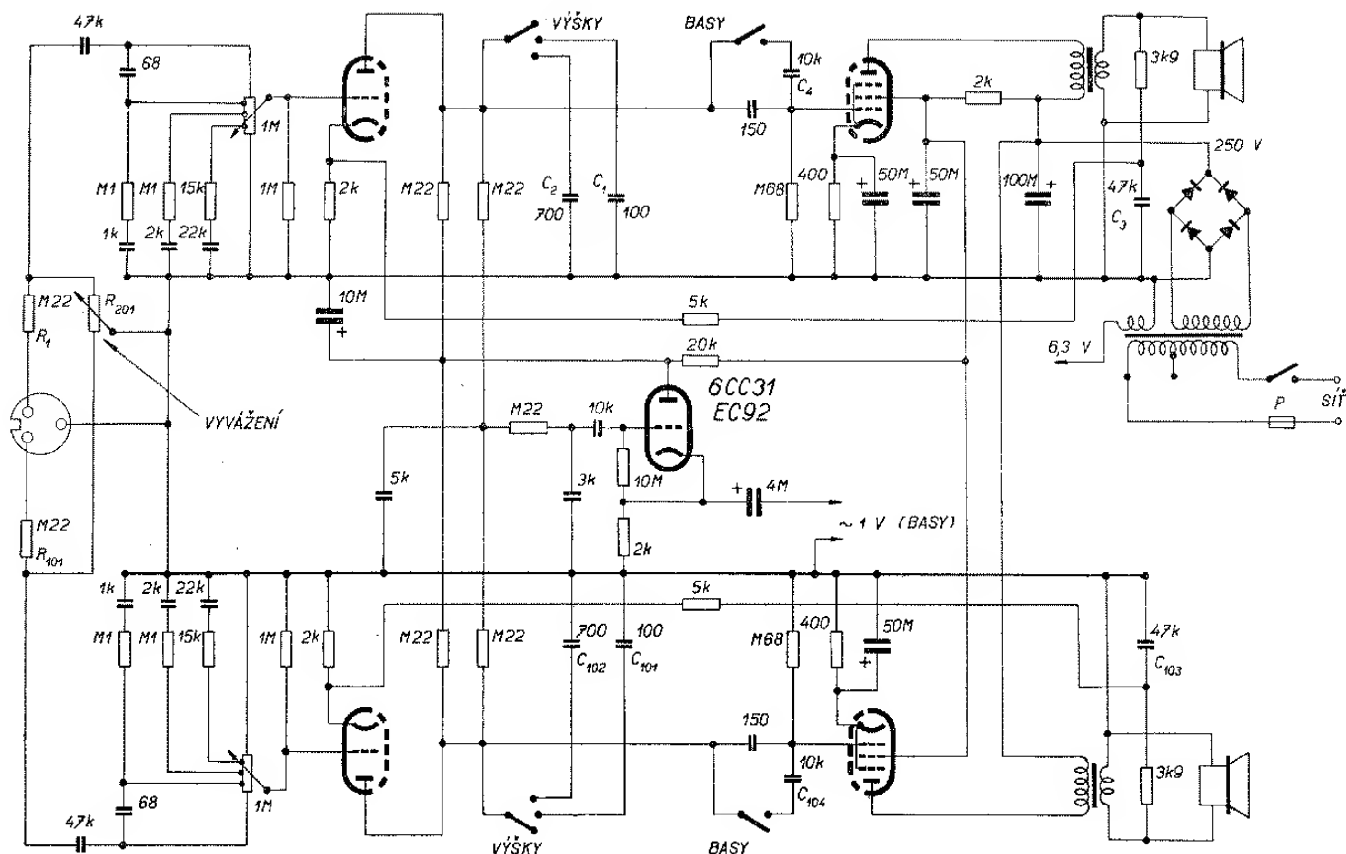 47k
VÝŠKY
BASY
68
10k
C4
2k
3k9
1M
150
250 V
M1
M1
15k
1M
2k
M22
M22
C2
700
C1
100
M68
400
50M
50M
100M
47k
C3
1k
2k
22k
M22
R1
R201
10M
5k
20k
6,3 V
SÍŤ
P
VYVÁŽENÍ
6CC31
EC92
M22
10k
5k
3k
10M
4M
~ 1 V (BASY)
2k
M22
R101
1k
2k
22k
5k
M1
M1
15k
1M
2k
M22
M22
700
C102
100
C101
M68
400
50M
47k
C103
150
10k
C104
3k9
68
1M
47k
VÝŠKY
BASY